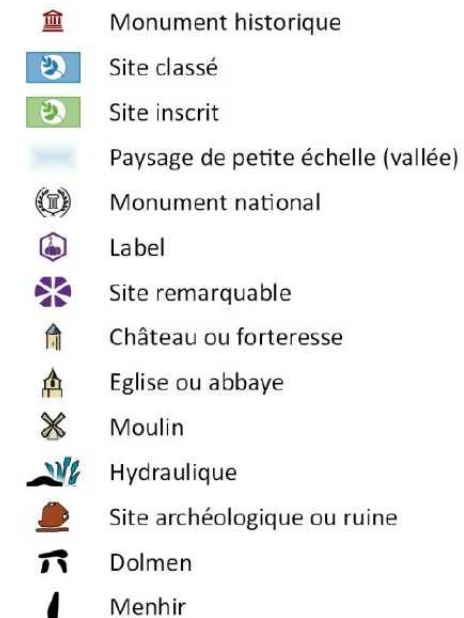 Monument historique
Site classé
Site inscrit
Paysage de petite échelle (vallée)
Monument national
Label
Site remarquable
Château ou forteresse
Eglise ou abbaye
Moulin
Hydraulique
Site archéologique ou ruine
Dolmen
Menhir